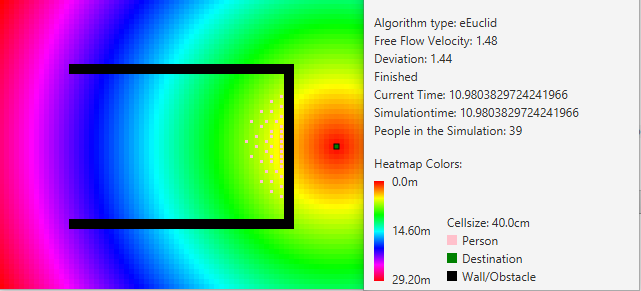 Algorithm type: eEuclid
Free Flow Velocity: 1.48
Deviation: 1.44
Finished
Current Time: 10.9803829724241966
Simulationtime: 10.9803829724241966
People in the Simulation: 39
Heatmap Colors:
0.0m
14.60m
29.20m
Cellsize: 40.0cm
Person
Destination
Wall/Obstacle